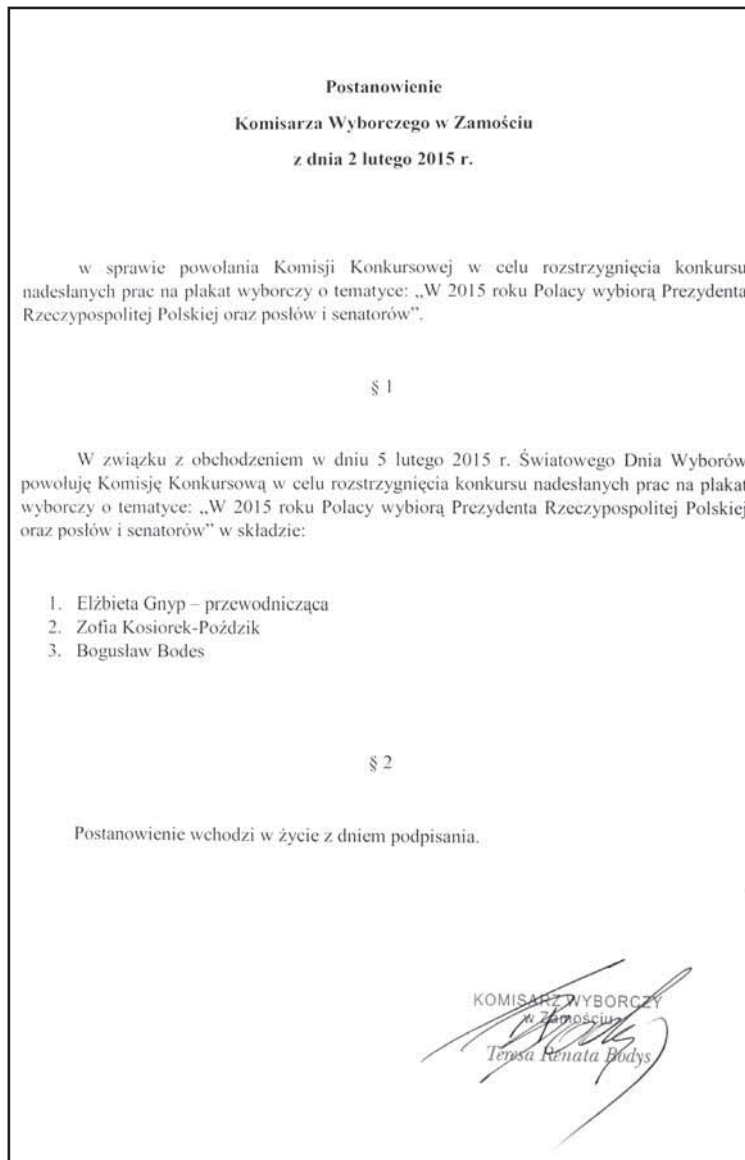 Postanowienie
Komisarza Wyborczego w Zamościu
z dnia 2 lutego 2015 r.
w sprawie powołania Komisji Konkursowej w celu rozstrzygnięcia konkursu
nadesłanych prac na plakat wyborczy o tematyce: „W 2015 roku Polacy wybiorą Prezydenta
Rzeczypospolitej Polskiej oraz posłów i senatorów”.
§ 1
W związku z obchodzeniem w dniu 5 lutego 2015 r. Światowego Dnia Wyborów
powołuję Komisję Konkursową w celu rozstrzygnięcia konkursu nadesłanych prac na plakat
wyborczy o tematyce: „W 2015 roku Polacy wybiorą Prezydenta Rzeczypospolitej Polskiej
oraz posłów i senatorów” w składzie:
1. Elżbieta Gnyp – przewodnicząca
2. Zofia Kosiorek-Poździk
3. Bogusław Bodes
§ 2
Postanowienie wchodzi w życie z dniem podpisania.
KOMISARZ WYBORCZY
w Zamościu
Teresa Renata Bodys